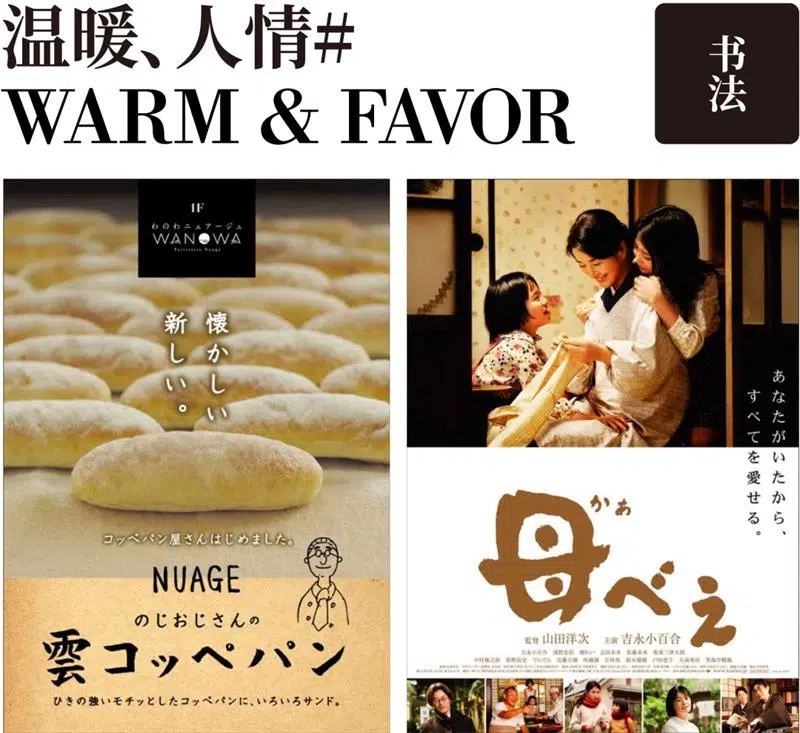 温暖、人情#
WARM & FAVOR
书法
1F
わのわニュアージュ
WANOWA
Patisserie Nuage
懐かしい
新しい。
コッペパン屋さんはじめました。
NUAGE
のじおじさんの
雲コッペパン
ひきの強いモチッとしたコッペパンに、いろいろサンド。
あなたがいたから、
すべてを愛せる。
かあ
母べえ
監督 山田洋次 主演 吉永小百合